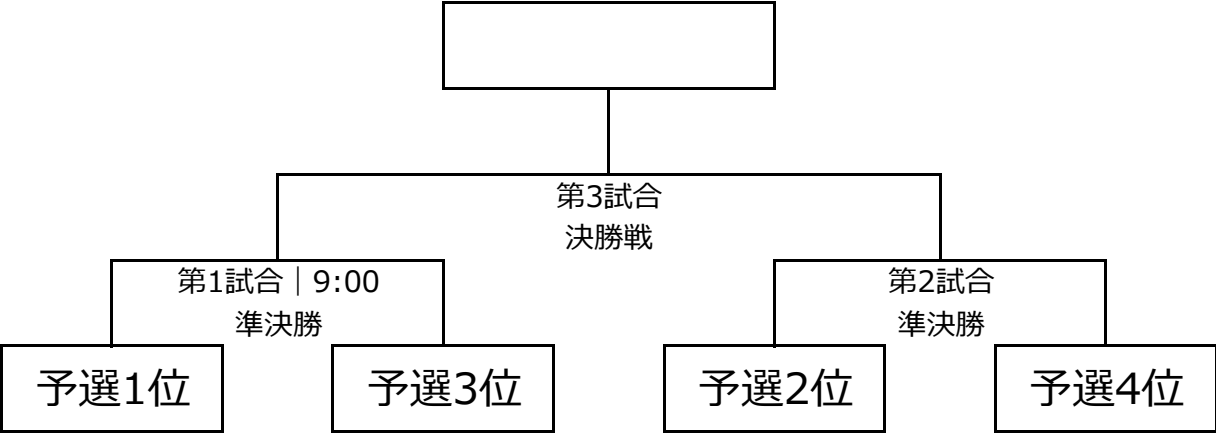 第3試合
決勝戦
第1試合｜9:00
準決勝
第2試合
準決勝
予選1位
予選3位
予選2位
予選4位